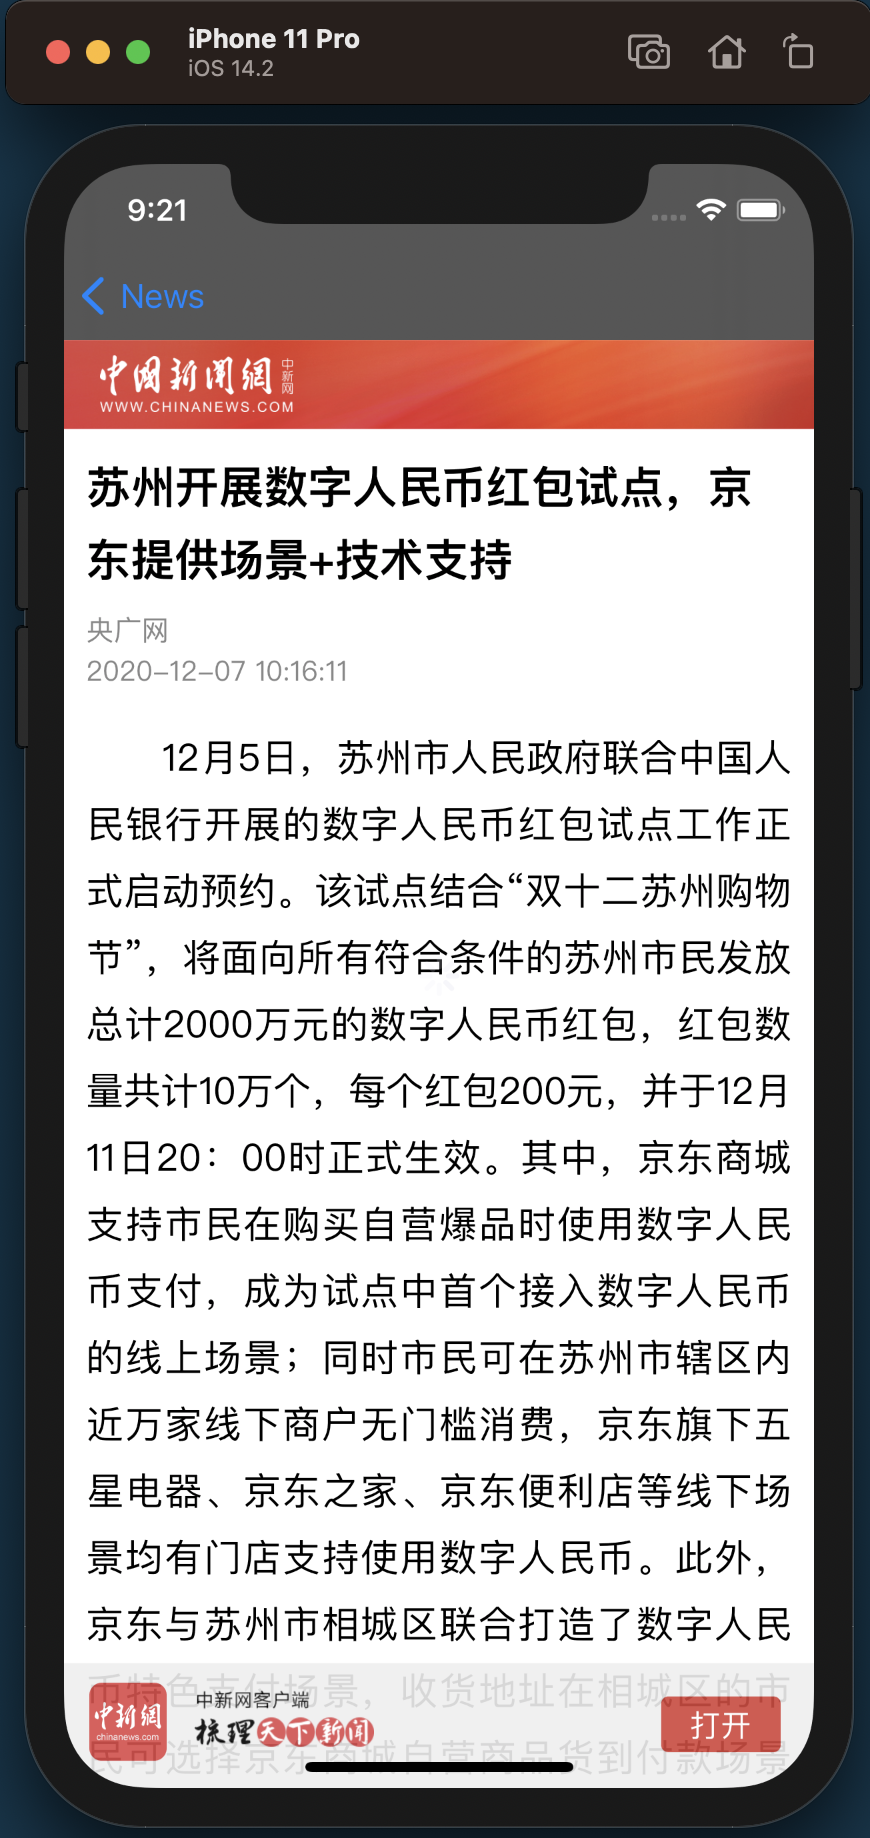 iPhone 11 Pro
iOS 14.2
9:21
News
中国新闻網
中新网
WWW.CHINANEWS.COM
苏州开展数字人民币红包试点，京
东提供场景+技术支持
央广网
2020-12-07 10:16:11
12月5日，苏州市人民政府联合中国人
民银行开展的数字人民币红包试点工作正
式启动预约。该试点结合“双十二苏州购物
节”，将面向所有符合条件的苏州市民发放
总计2000万元的数字人民币红包，红包数
量共计10万个，每个红包200元，并于12月
11日20：00时正式生效。其中，京东商城
支持市民在购买自营爆品时使用数字人民
币支付，成为试点中首个接入数字人民币
的线上场景；同时市民可在苏州市辖区内
近万家线下商户无门槛消费，京东旗下五
星电器、京东之家、京东便利店等线下场
景均有门店支持使用数字人民币。此外，
京东与苏州市相城区联合打造了数字人民
币特色支付场景，收货地址在相城区的市
民可选择京东商城自营商品货到付款场景
中新網
chinanews.com
中新网客户端
梳理天下新闻
打开